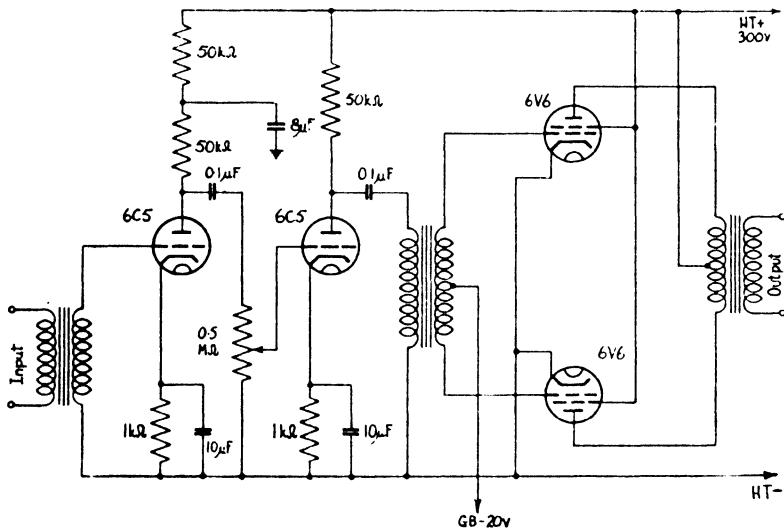 HT+
300v
50kΩ
50kΩ
8μF
50kΩ
6V6
0.1μF
0.1μF
6C5
6C5
Input
0.5
MΩ
Output
6V6
1kΩ
10μF
1kΩ
10μF
HT-
GB-20v